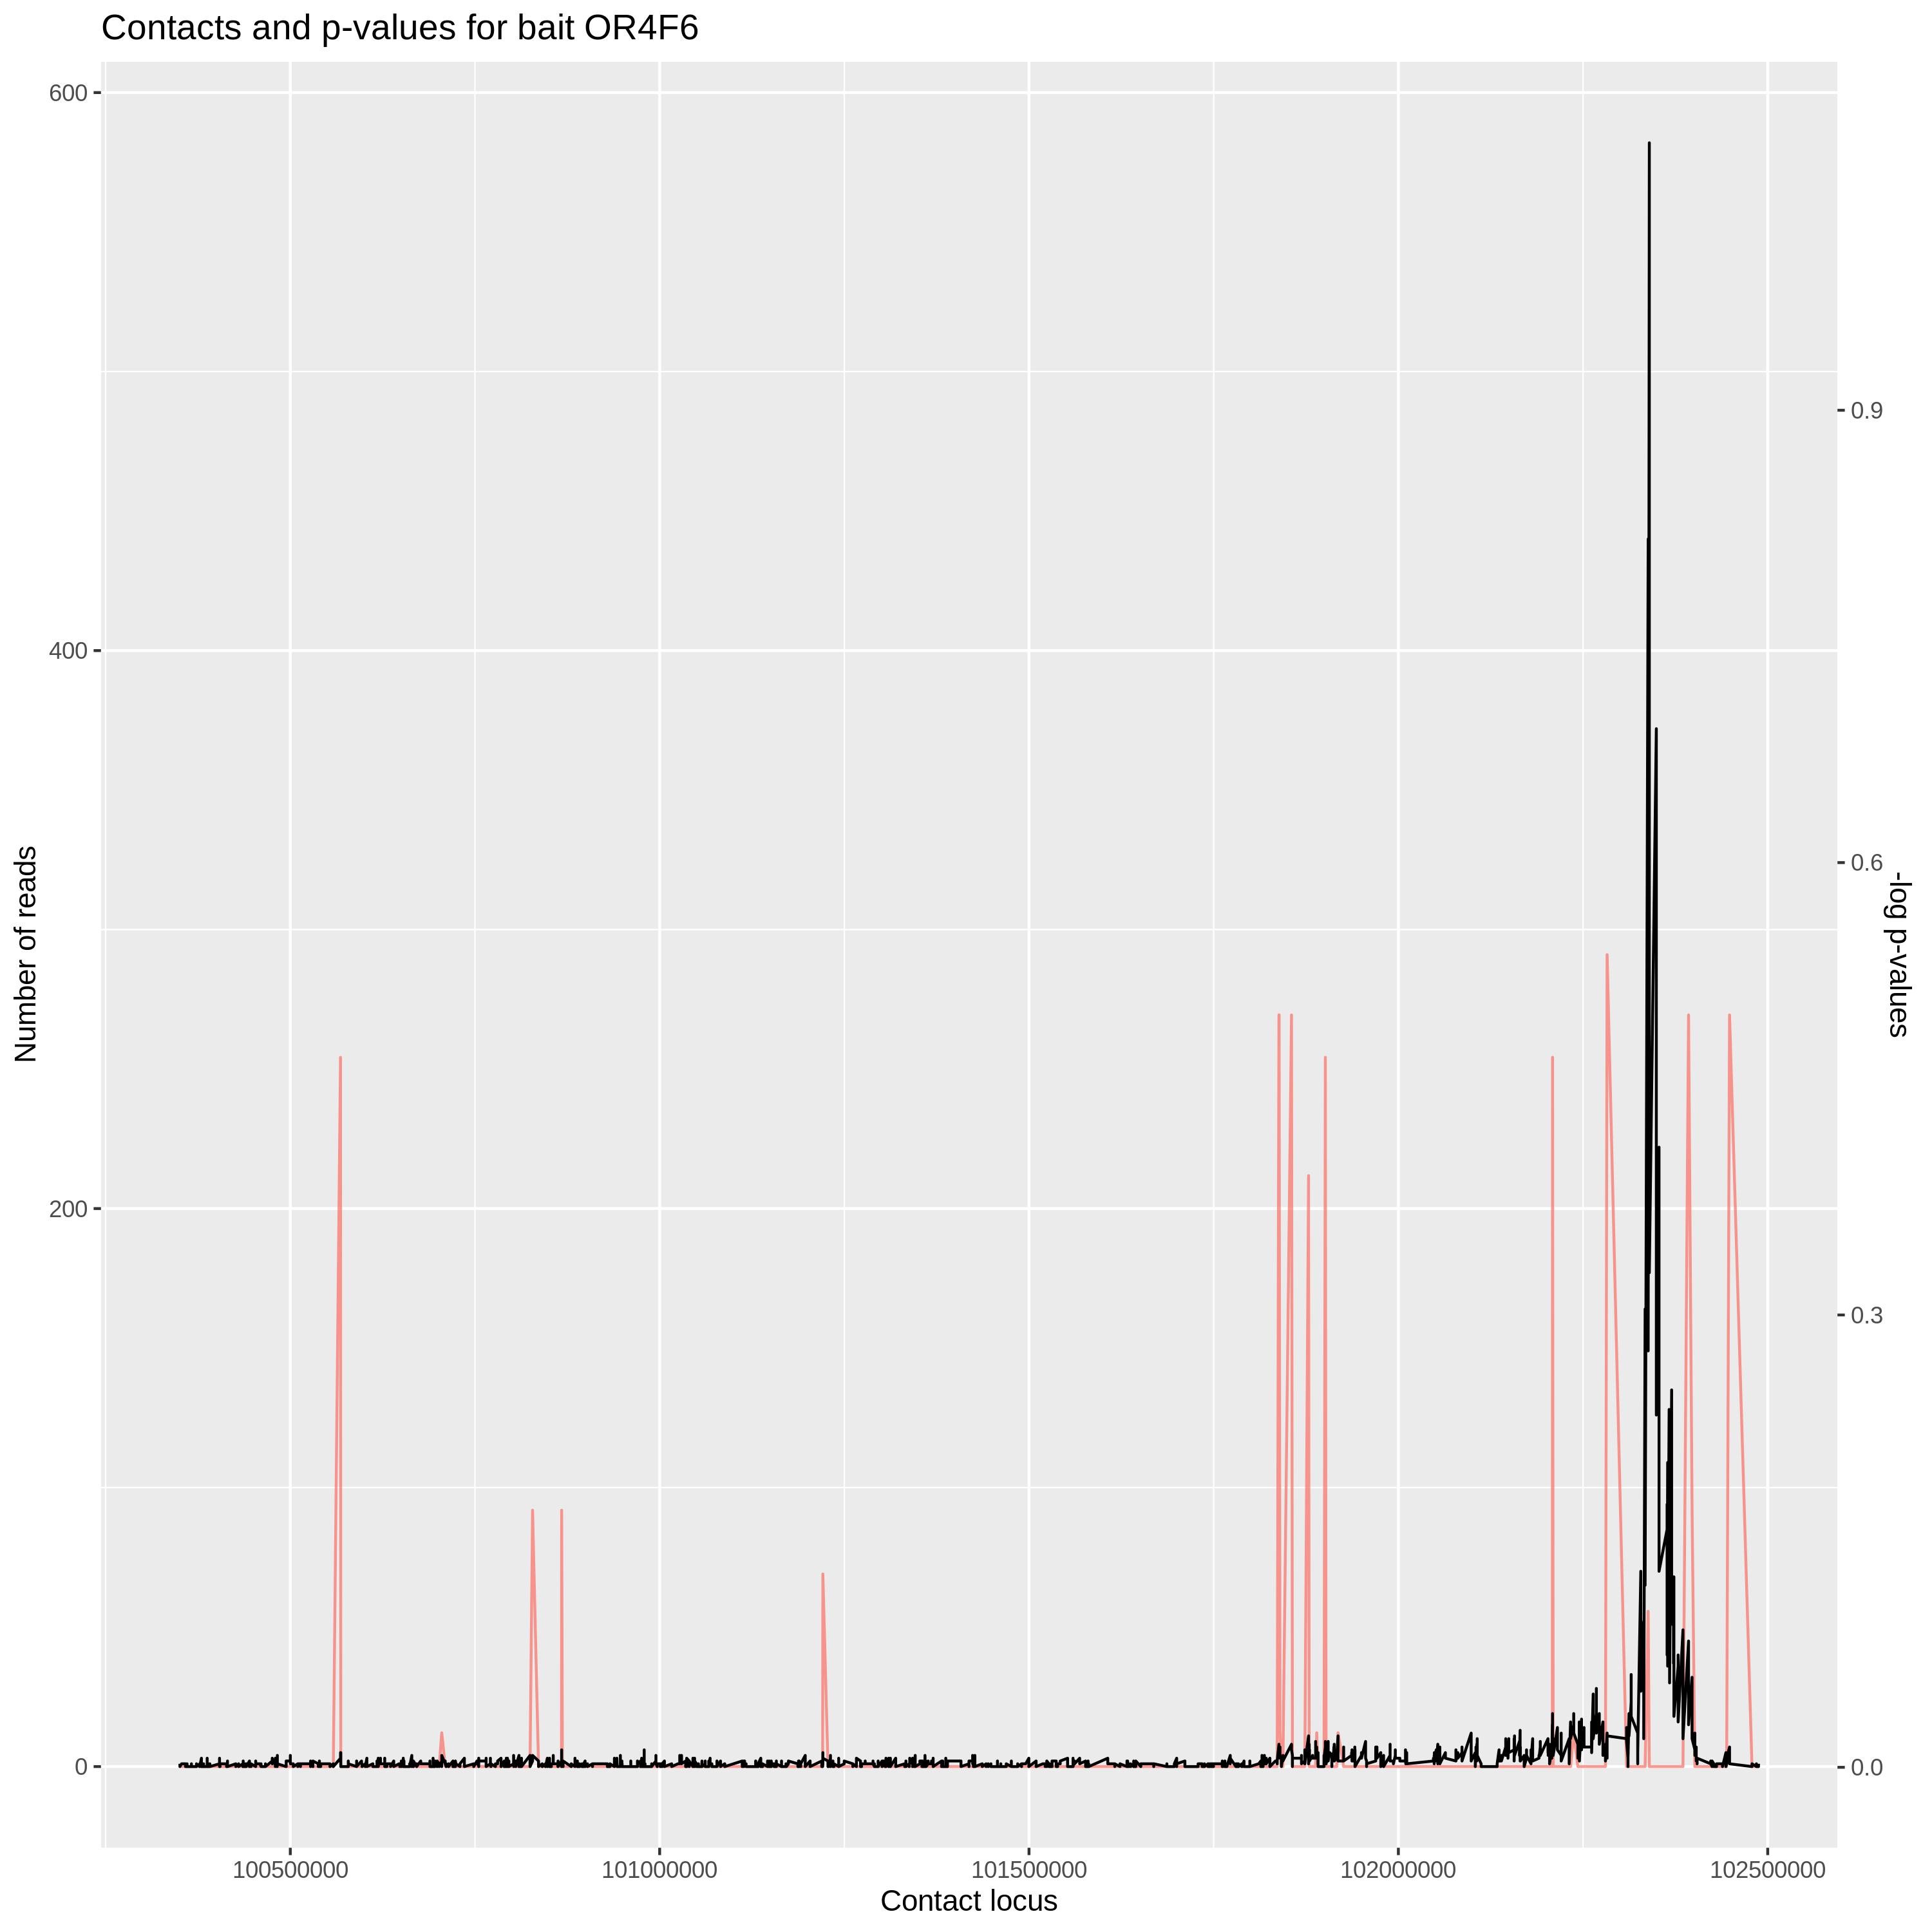 Contacts and p-values for bait OR4F6
600
400
200
0
Number of reads
0.9
0.6
0.3
0.0
-log p-values
100500000 101000000 101500000 102000000 102500000
Contact locus